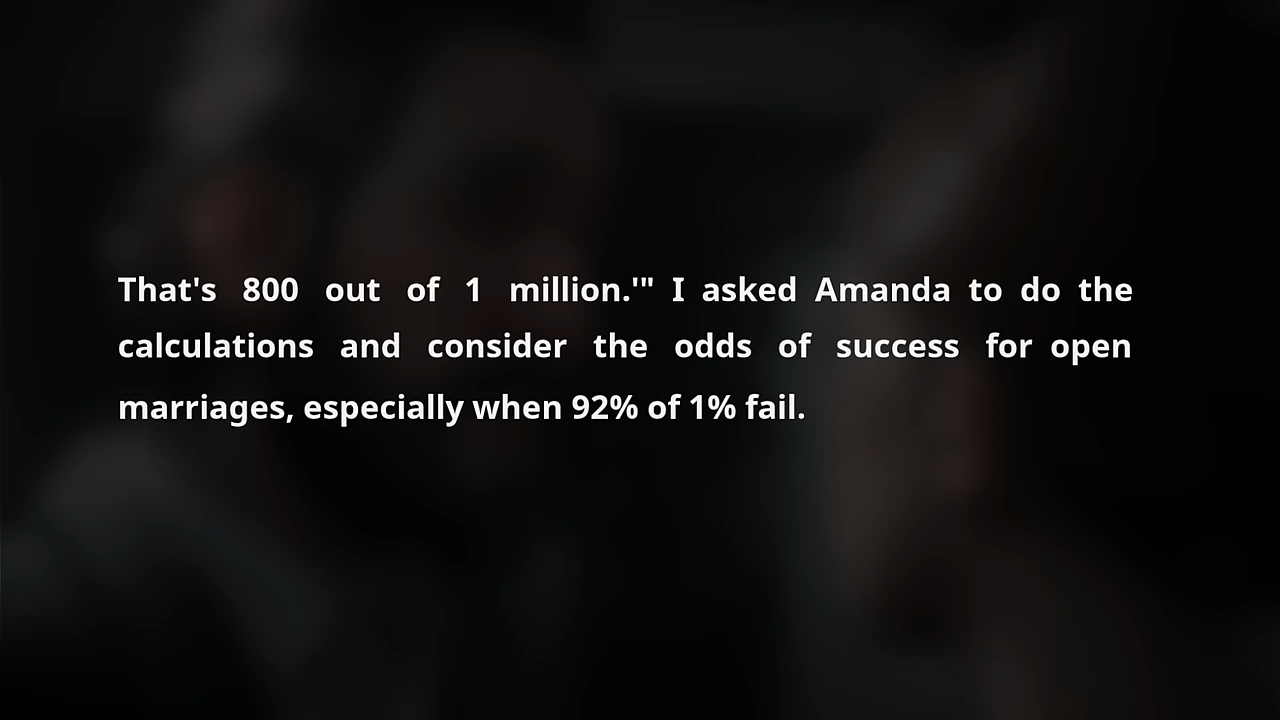 That's 800 out of 1 million.'" I asked Amanda to do the
calculations and consider the odds of success for open
marriages, especially when 92% of 1% fail.